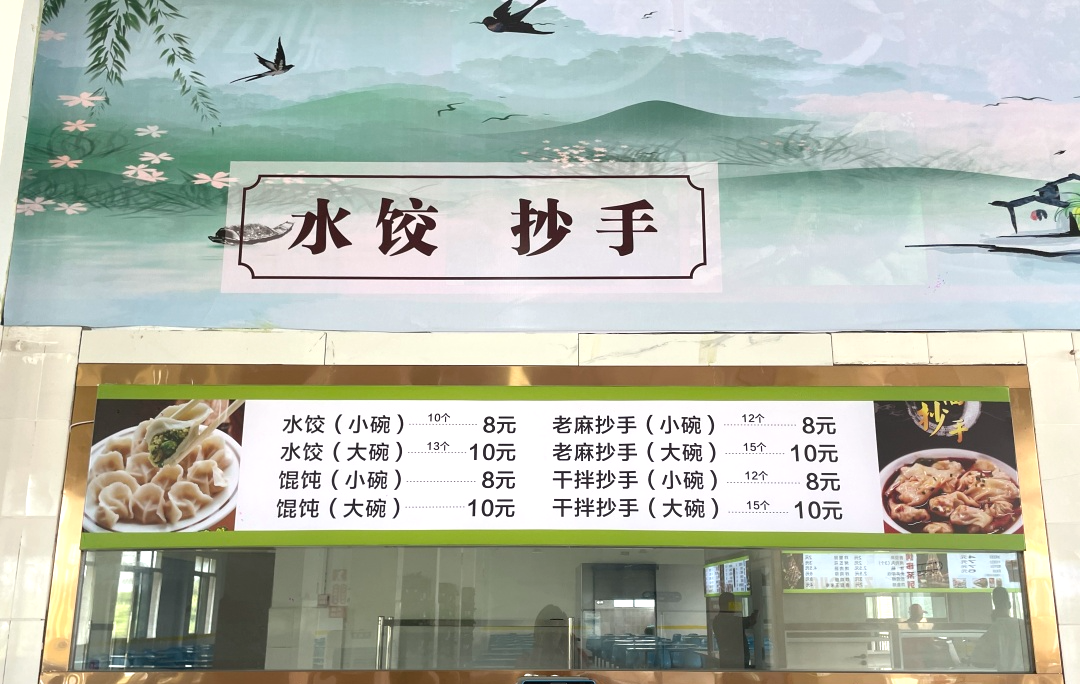 水饺 抄手
水饺（小碗） 10个 8元
水饺（大碗） 13个 10元
馄饨（小碗） 8元
馄饨（大碗） 10元
老麻抄手（小碗） 12个 8元
老麻抄手（大碗） 15个 10元
干拌抄手（小碗） 12个 8元
干拌抄手（大碗） 15个 10元
抄手